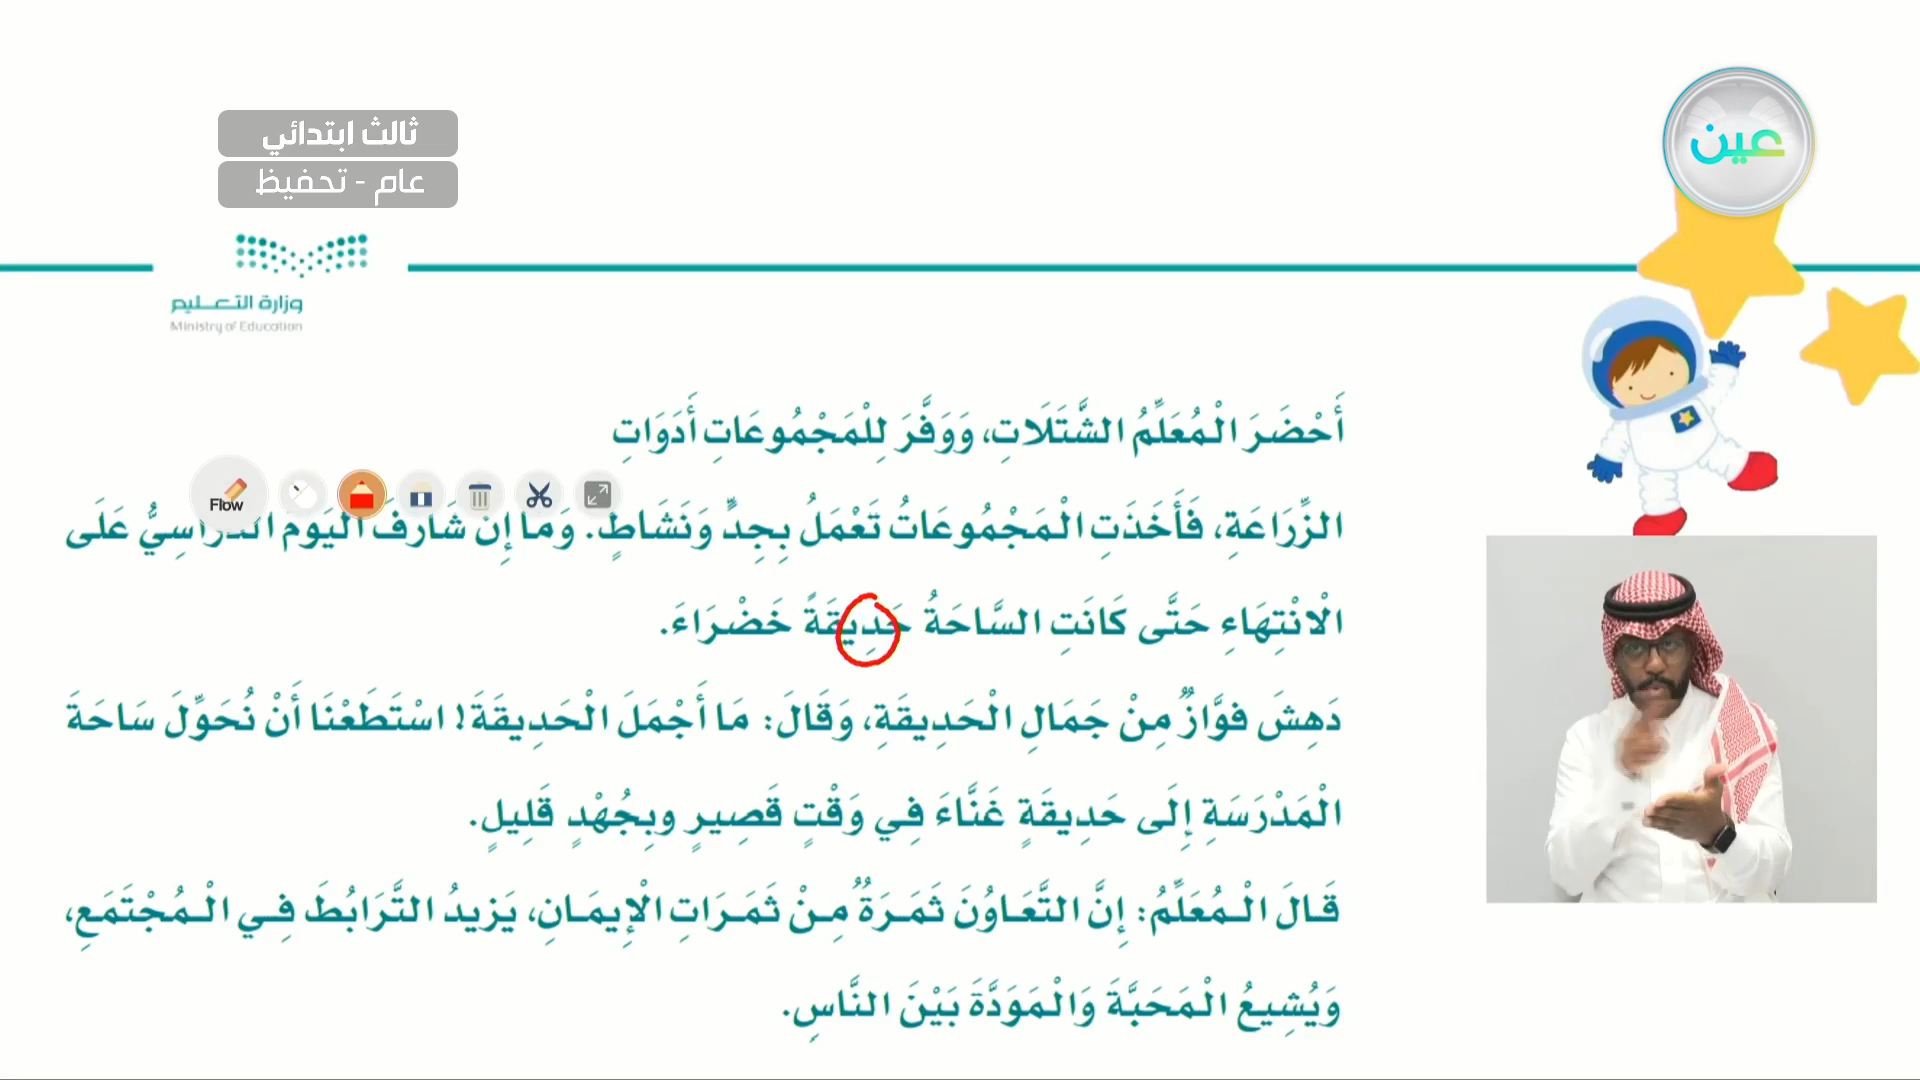 ثالث ابتدائي
عام - تحفيظ
عين
وزارة التعليم
Ministry of Education
أَحْضَرَ الْمُعَلِّمُ الشَّتَلَاتِ، وَوَفَّرَ لِلْمَجْمُوعَاتِ أَدَوَاتِ
Flow
الزِّرَاعَةِ، فَأَخَذَتِ الْمَجْمُوعَاتُ تَعْمَلُ بِجِدٍّ وَنَشَاطٍ. وَمَا إِنْ شَارَفَ الْيَوْمُ الدِّرَاسِيُّ عَلَى
الْانْتِهَاءِ حَتَّى كَانَتِ السَّاحَةُ حَدِيقَةً خَضْرَاءَ.
دَهِشَ فَوَّازٌ مِنْ جَمَالِ الْحَدِيقَةِ، وَقَالَ: مَا أَجْمَلَ الْحَدِيقَةَ! اسْتَطَعْنَا أَنْ نُحَوِّلَ سَاحَةَ
الْمَدْرَسَةِ إِلَى حَدِيقَةٍ غَنَّاءَ فِي وَقْتٍ قَصِيرٍ وبِجُهْدٍ قَلِيلٍ.
قَالَ الْمُعَلِّمُ: إِنَّ التَّعَاوُنَ ثَمَرَةٌ مِنْ ثَمَرَاتِ الْإِيمَانِ، يَزِيدُ التَّرَابُطَ فِي الْمُجْتَمَعِ،
وَيُشِيعُ الْمَحَبَّةَ وَالْمَوَدَّةَ بَيْنَ النَّاسِ.